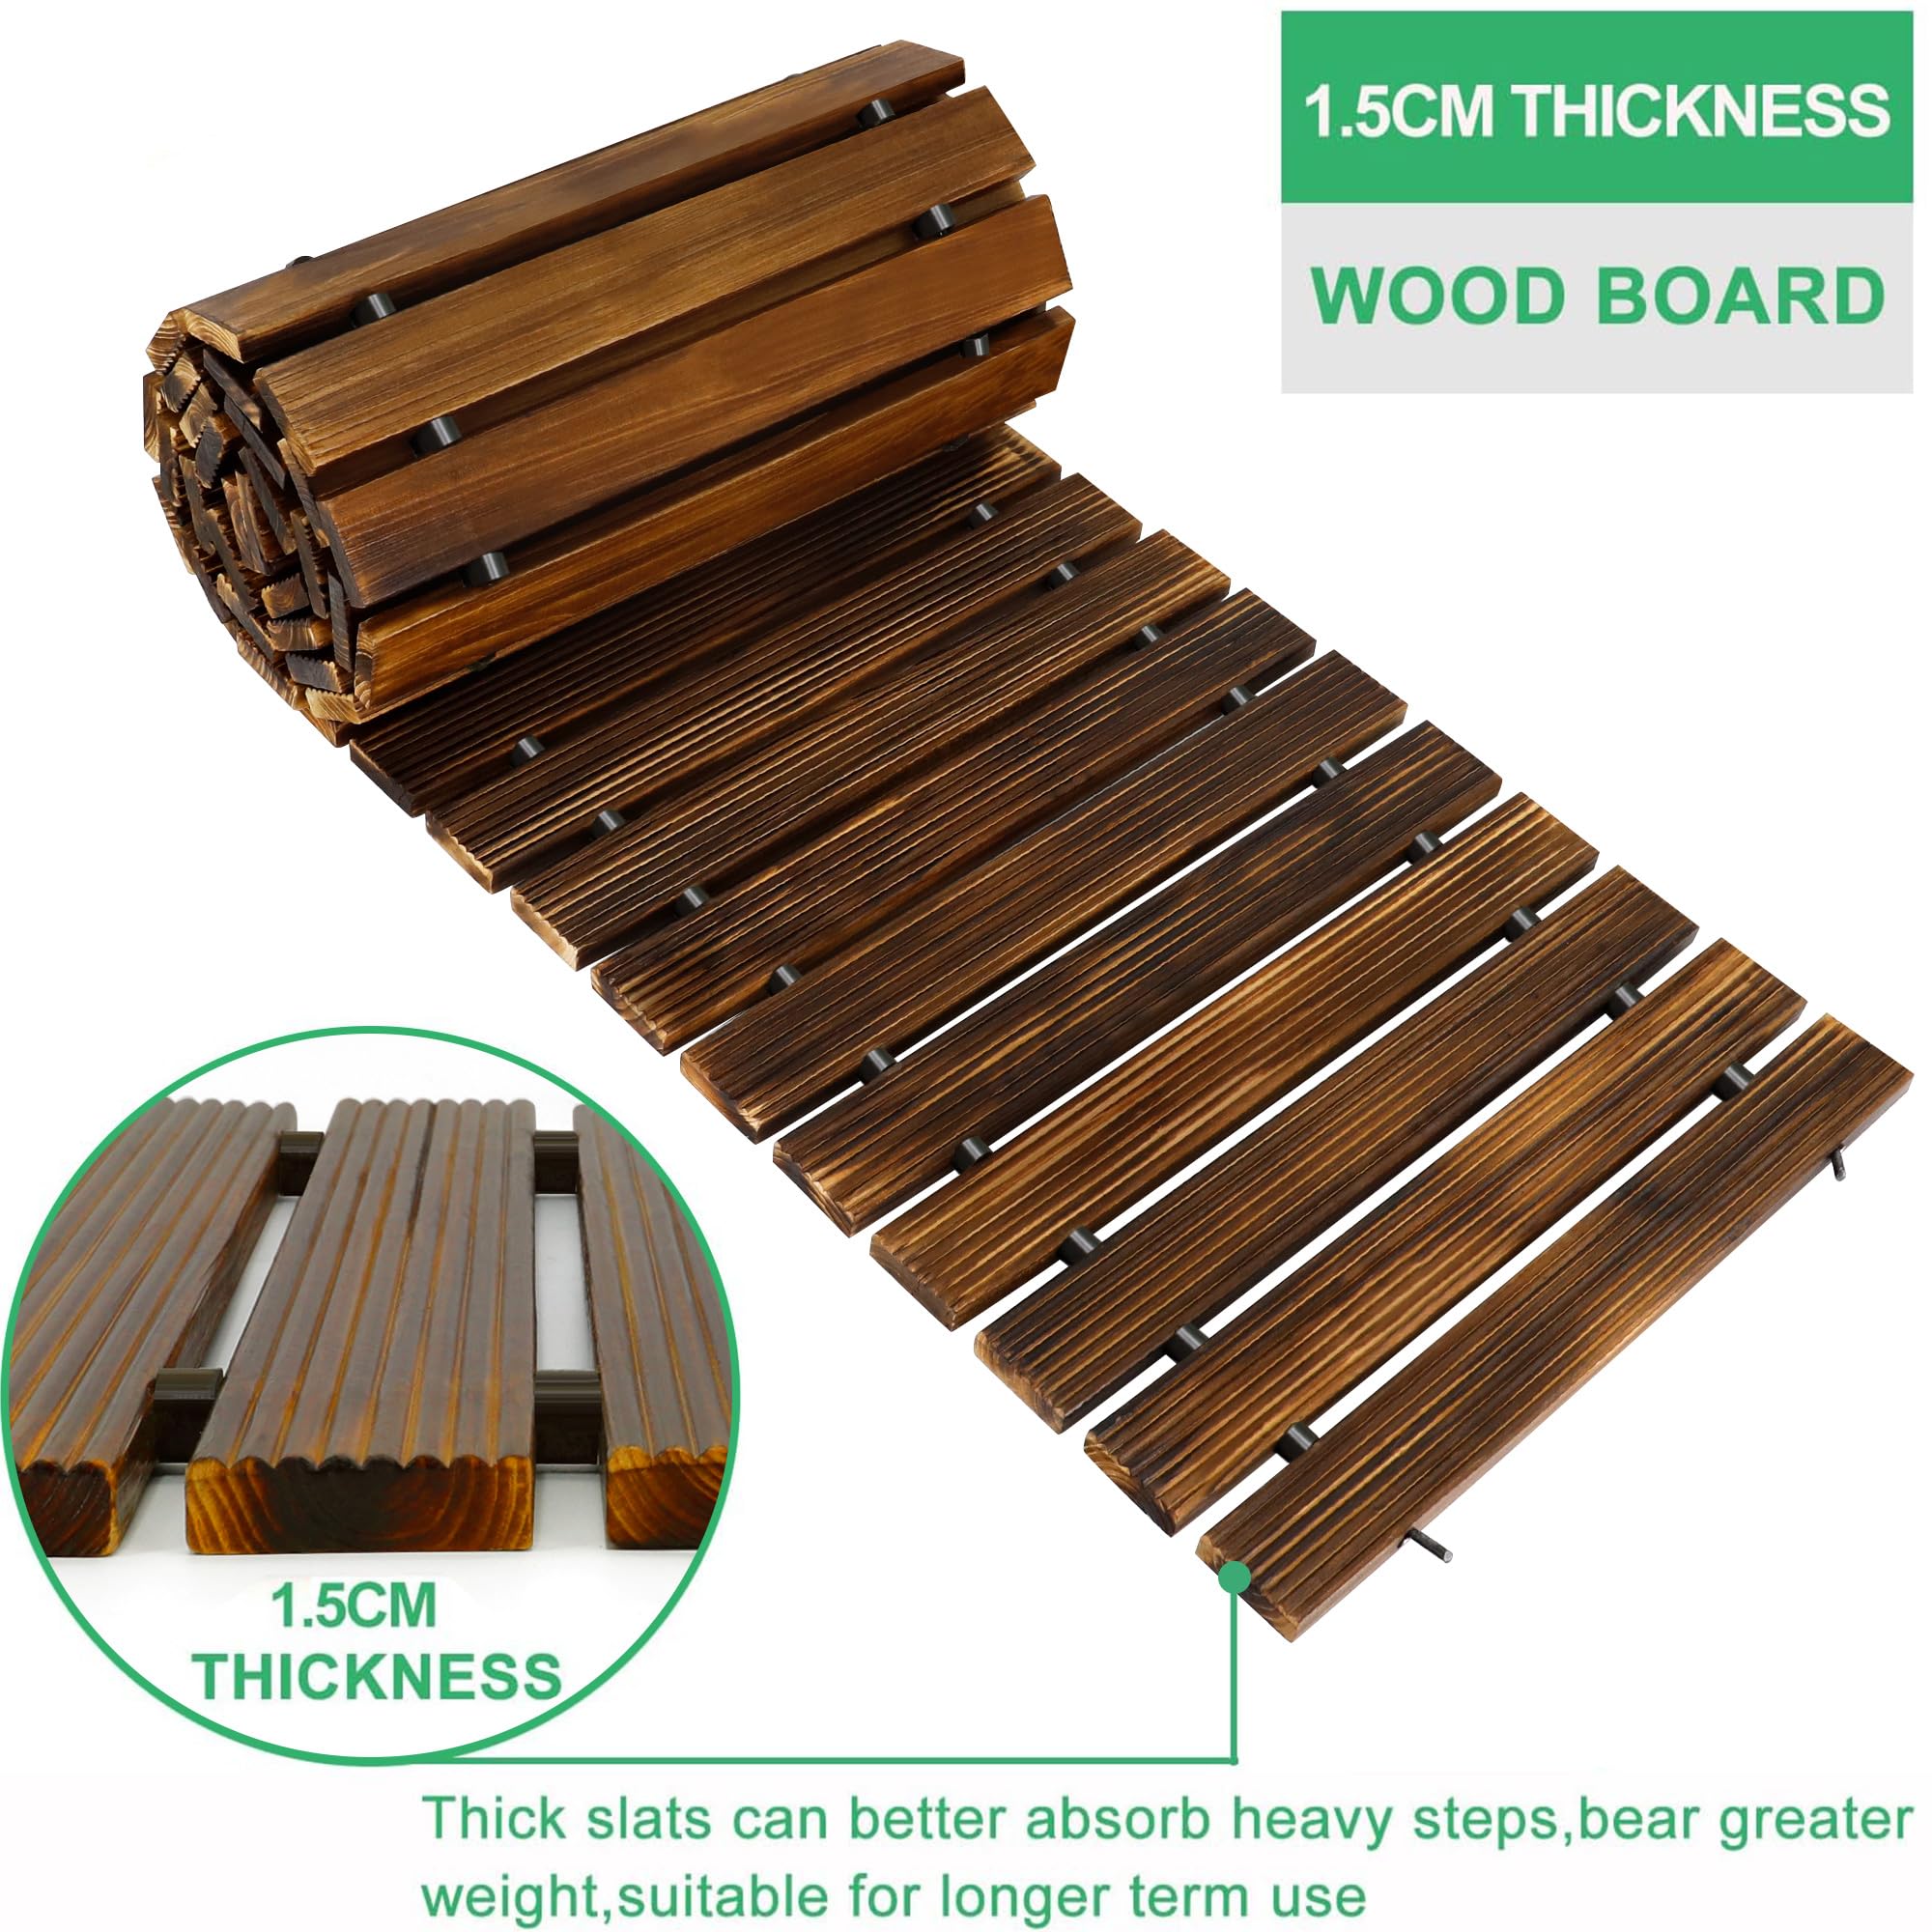 1.5CM THICKNESS
WOOD BOARD
1.5CM
THICKNESS
Thick slats can better absorb heavy steps,bear greater
weight,suitable for longer term use